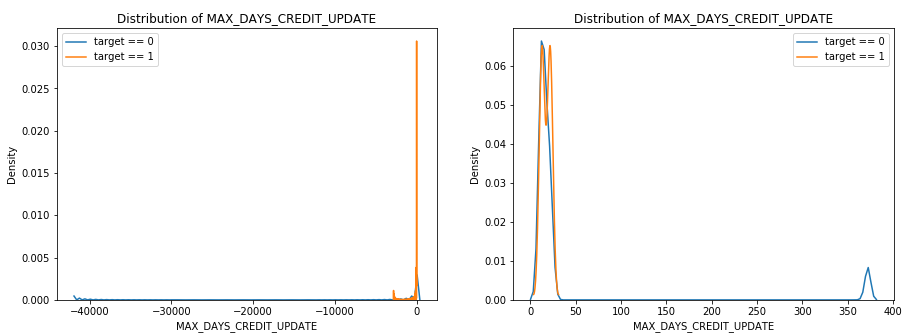 Distribution of MAX_DAYS_CREDIT_UPDATE
target == 0
target == 1
0.030
0.025
0.020
0.015
0.010
0.005
0.000
Density
−40000
−30000
−20000
−10000
0
MAX_DAYS_CREDIT_UPDATE
Distribution of MAX_DAYS_CREDIT_UPDATE
target == 0
target == 1
0.06
0.05
0.04
0.03
0.02
0.01
0.00
Density
0
50
100
150
200
250
300
350
400
MAX_DAYS_CREDIT_UPDATE